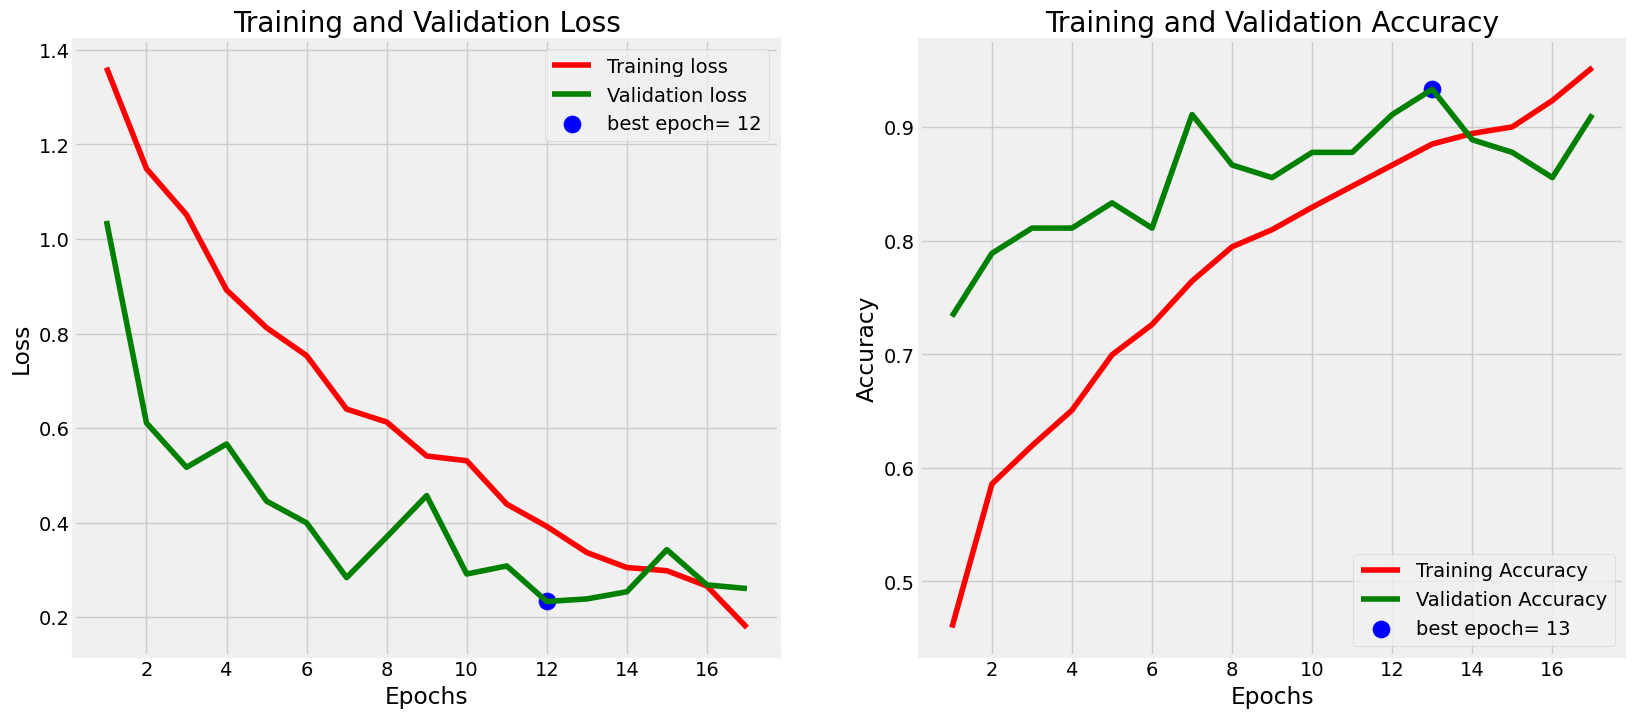 Training and Validation Loss
1.4
1.2
1.0
0.8
0.6
0.4
0.2
Loss
Training loss
Validation loss
best epoch= 12
2 4 6 8 10 12 14 16
Epochs
Training and Validation Accuracy
0.9
0.8
0.7
0.6
0.5
Accuracy
Training Accuracy
Validation Accuracy
best epoch= 13
2 4 6 8 10 12 14 16
Epochs